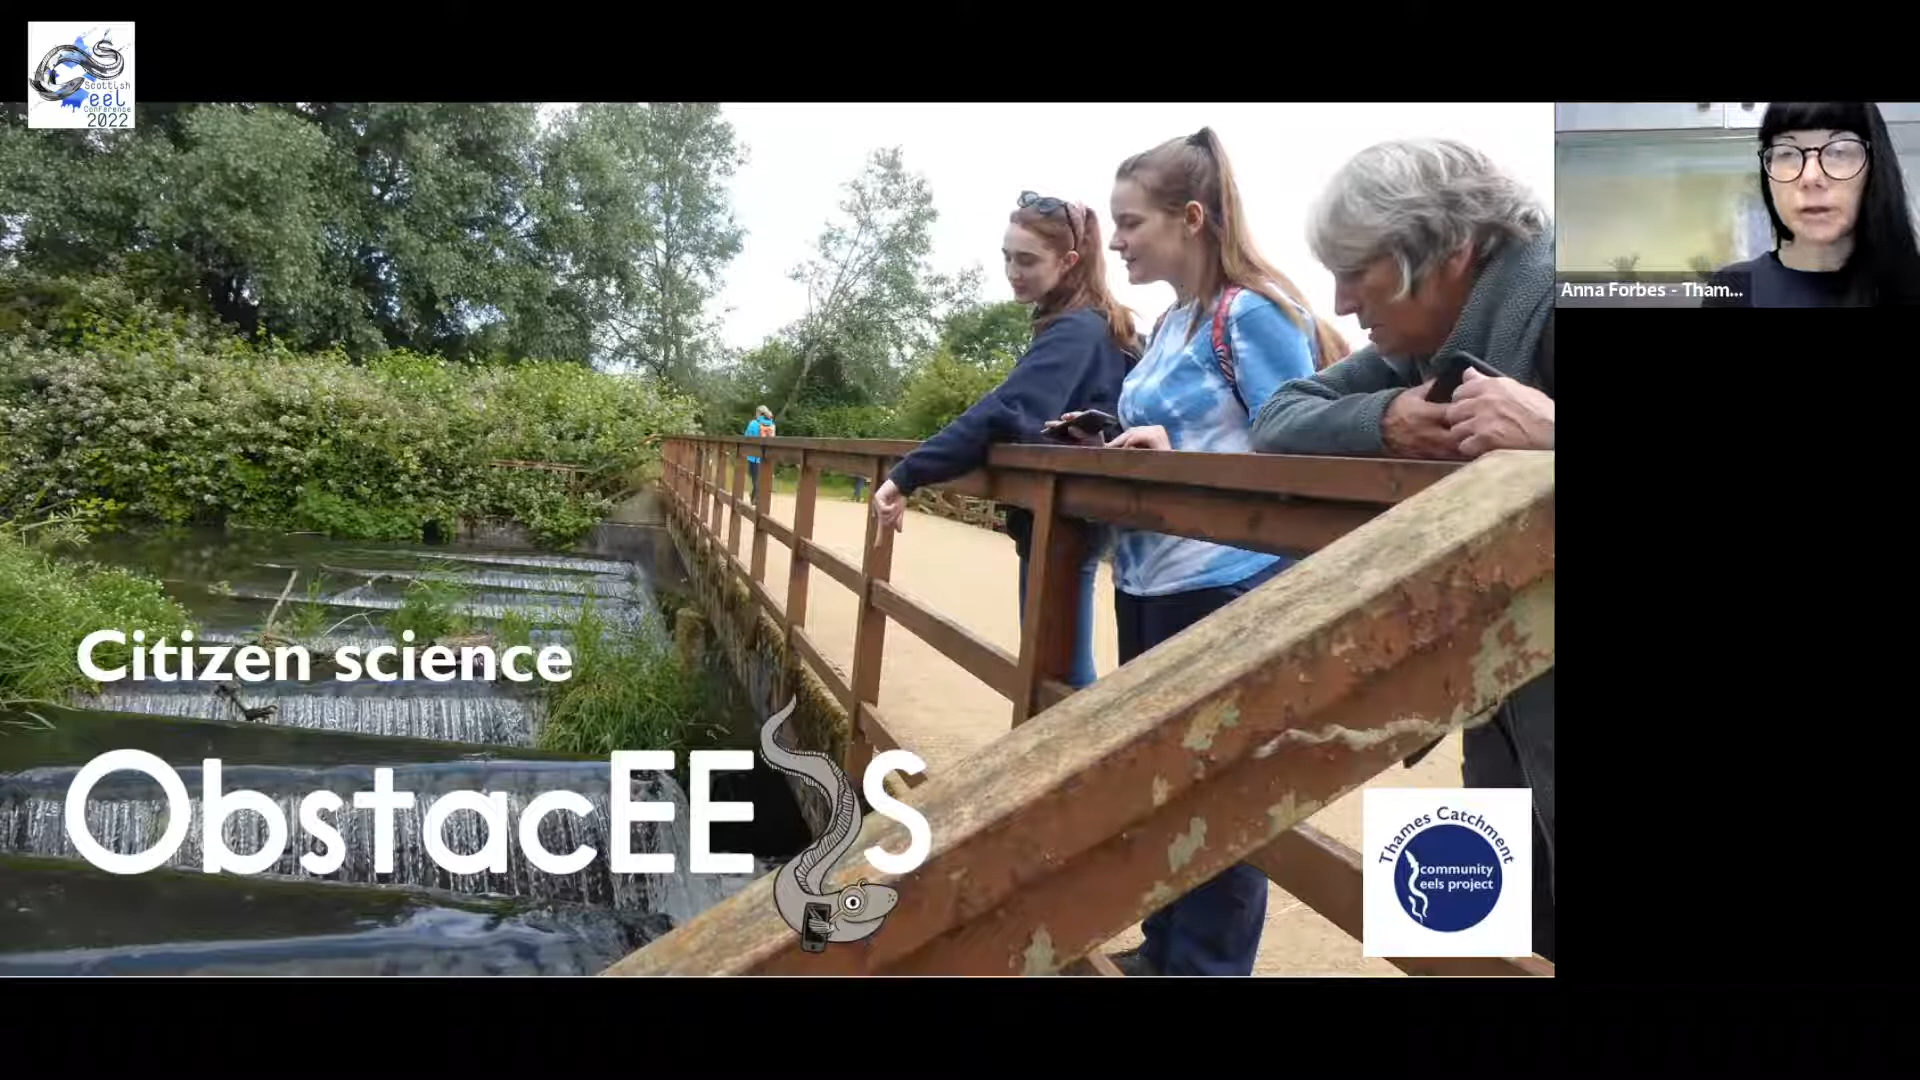 Scottish
eel
Conference
2022
Anna Forbes - Tham...
Citizen science
ObstacEELS
Thames Catchment
community
eels project